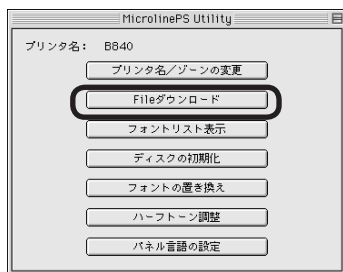 MicrolinePS Utility
プリンタ名: B840
プリンタ名／ゾーンの変更
Fileダウンロード
フォントリスト表示
ディスクの初期化
フォントの置き換え
ハーフトーン調整
パネル言語の設定